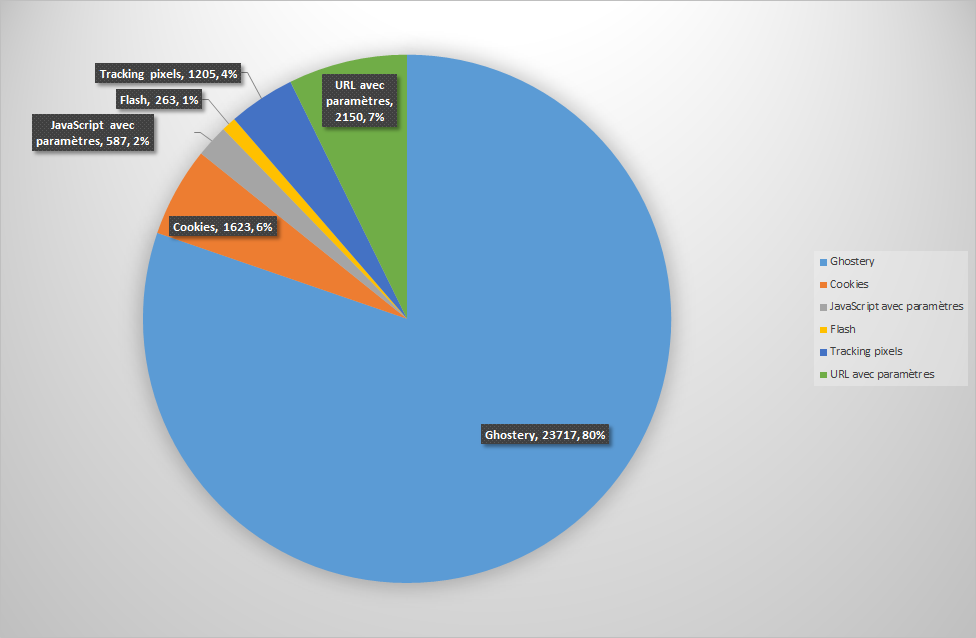 Tracking pixels, 1205, 4%
URL avec
paramètres,
2150, 7%
Flash, 263, 1%
JavaScript avec
paramètres, 587, 2%
Cookies, 1623, 6%
Ghostery, 23717, 80%
Ghostery
Cookies
JavaScript avec paramètres
Flash
Tracking pixels
URL avec paramètres